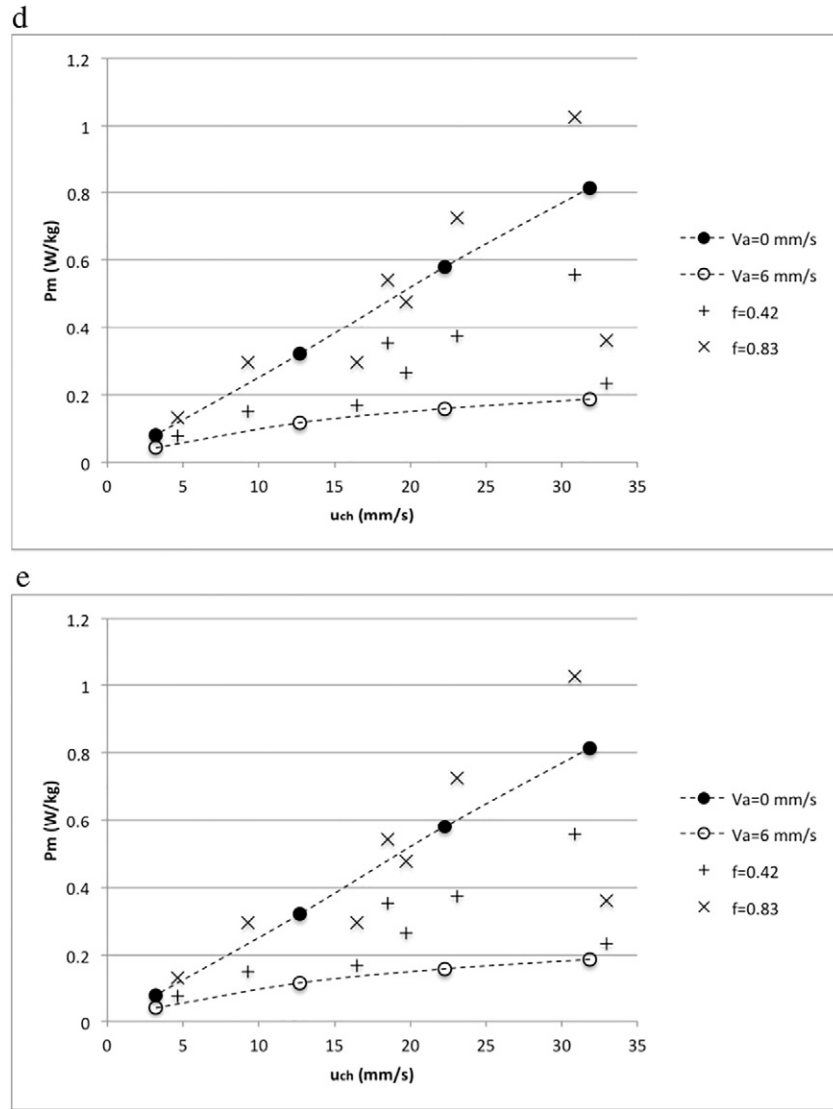 d
1.2
1
0.8
0.6
0.4
0.2
0
Pm (W/kg)
0 5 10 15 20 25 30 35
uch (mm/s)
Va=0 mm/s
Va=6 mm/s
f=0.42
f=0.83
e
1.2
1
0.8
0.6
0.4
0.2
0
Pm (W/kg)
0 5 10 15 20 25 30 35
uch (mm/s)
Va=0 mm/s
Va=6 mm/s
f=0.42
f=0.83